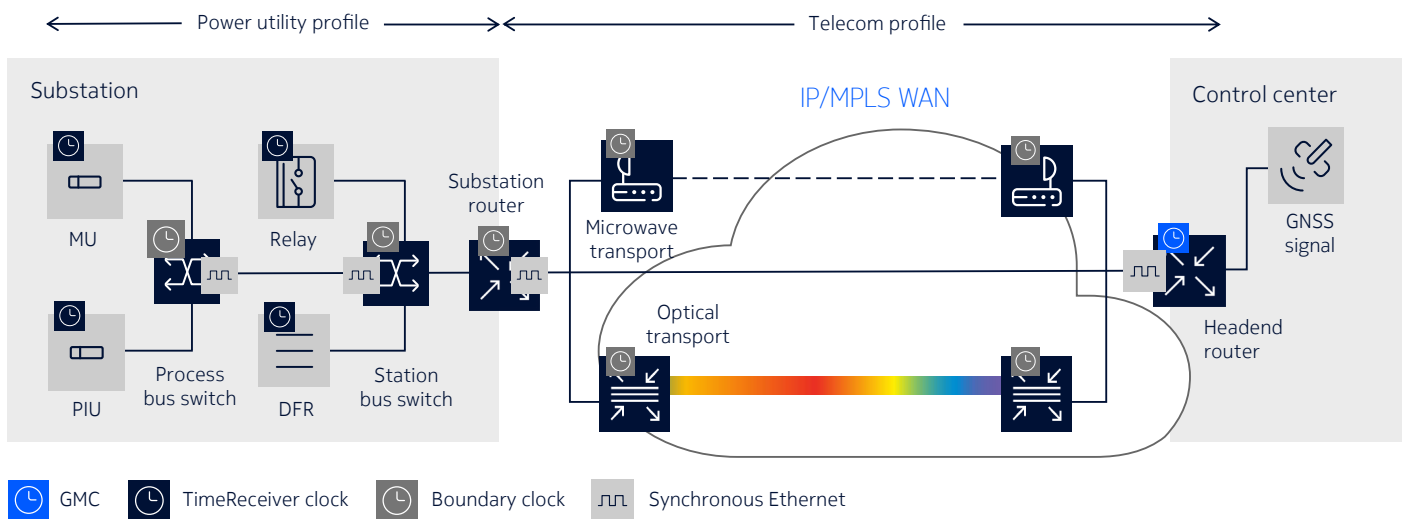 Power utility profile
Telecom profile
Substation
IP/MPLS WAN
Control center
Substation
router
MU
Relay
Microwave
transport
GNSS
signal
Optical
transport
Headend
router
Process
bus switch
Station
bus switch
PIU
DFR
GMC
TimeReceiver clock
Boundary clock
Synchronous Ethernet